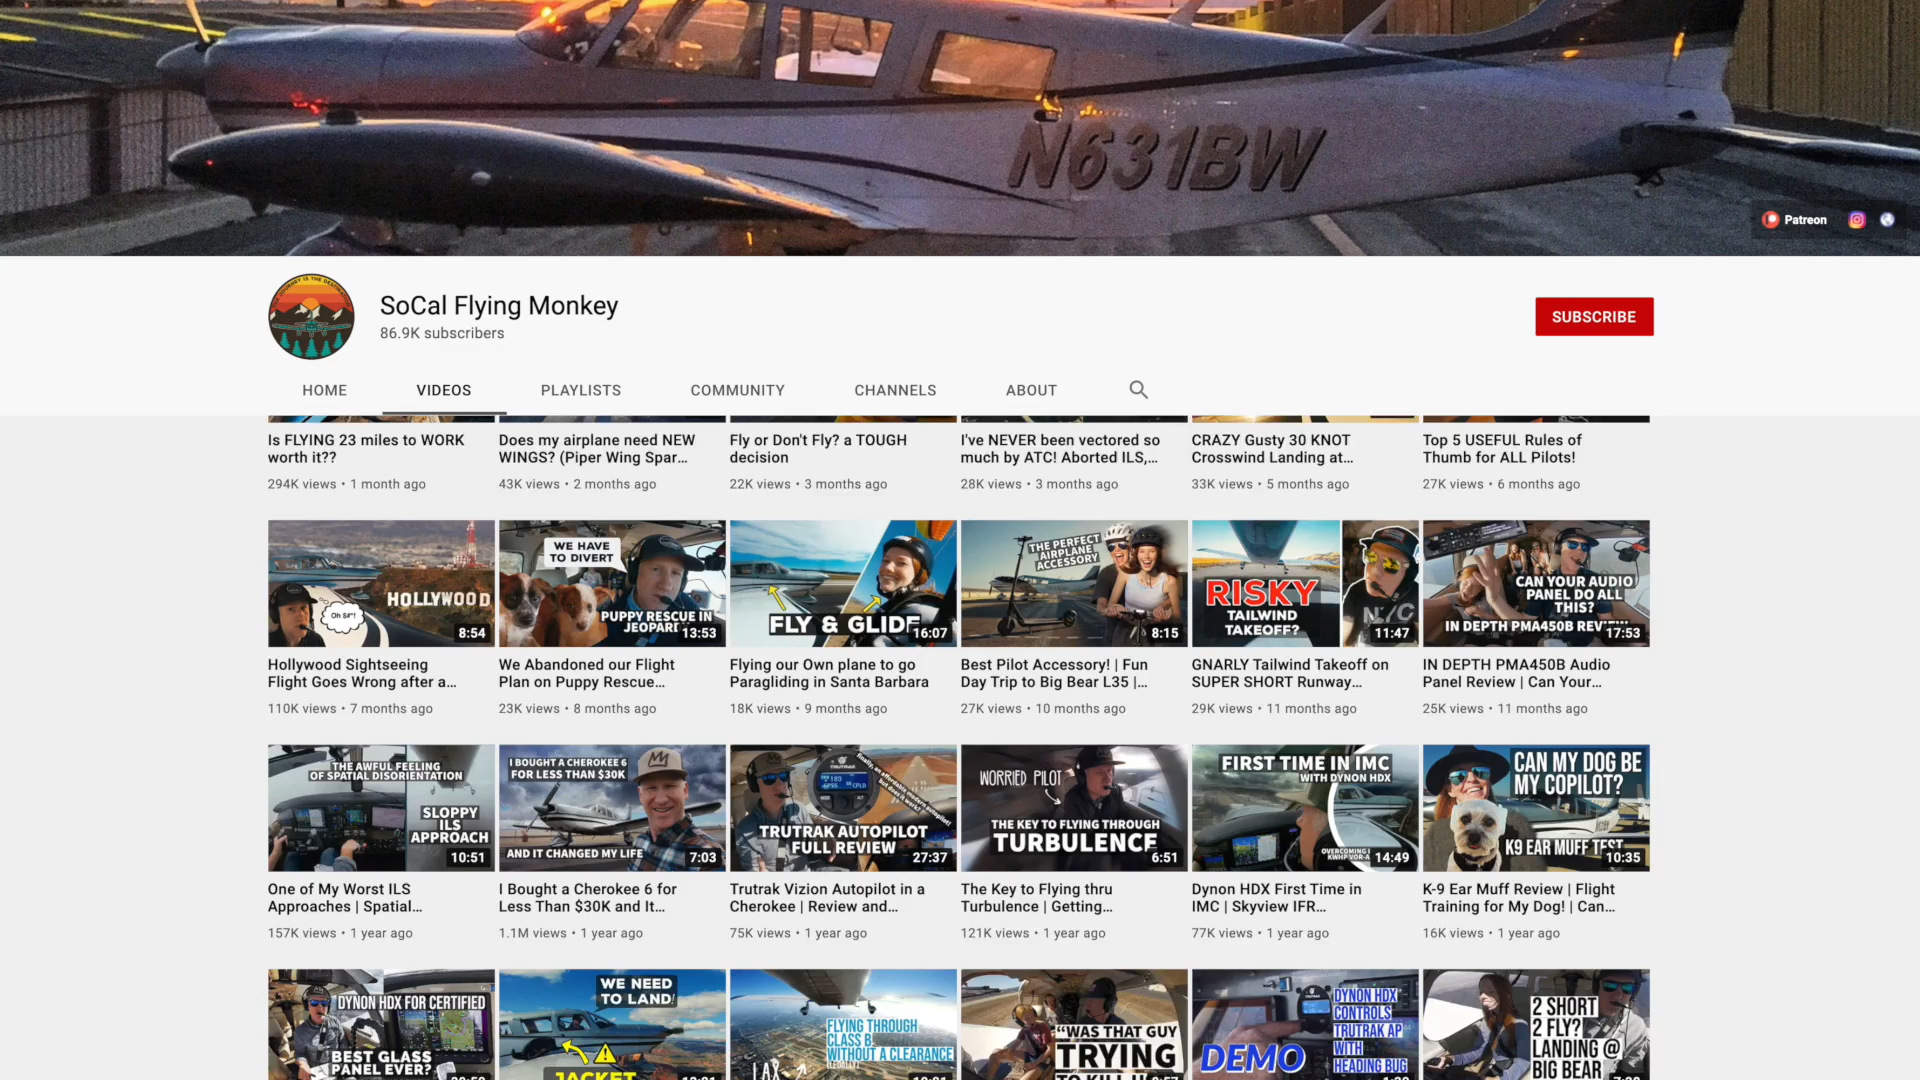 N631BW
Patreon
SoCal Flying Monkey
86.9K subscribers
SUBSCRIBE
HOME
VIDEOS
PLAYLISTS
COMMUNITY
CHANNELS
ABOUT
Is FLYING 23 miles to WORK
worth it??
294K views • 1 month ago
Does my airplane need NEW
WINGS? (Piper Wing Spar...
43K views • 2 months ago
Fly or Don't Fly? a TOUGH
decision
22K views • 3 months ago
I've NEVER been vectored so
much by ATC! Aborted ILS,...
28K views • 3 months ago
CRAZY Gusty 30 KNOT
Crosswind Landing at...
33K views • 5 months ago
Top 5 USEFUL Rules of
Thumb for ALL Pilots!
27K views • 6 months ago
HOLLYWOOD
Oh $#*!
8:54
Hollywood Sightseeing
Flight Goes Wrong after a...
110K views • 7 months ago
WE HAVE
TO DIVERT
PUPPY RESCUE IN
13:53
We Abandoned our Flight
Plan on Puppy Rescue...
23K views • 8 months ago
FLY & GLIDE
16:07
Flying our Own plane to go
Paragliding in Santa Barbara
18K views • 9 months ago
THE PERFECT
AIRPLANE
ACCESSORY
8:15
Best Pilot Accessory! | Fun
Day Trip to Big Bear L35 |...
27K views • 10 months ago
RISKY
TAILWIND
TAKEOFF?
11:47
GNARLY Tailwind Takeoff on
SUPER SHORT Runway...
29K views • 11 months ago
CAN YOUR AUDIO
PANEL DO ALL
THIS?
IN DEPTH PMA450B
17:53
IN DEPTH PMA450B Audio
Panel Review | Can Your...
25K views • 11 months ago
THE AWFUL FEELING
OF SPATIAL DISORIENTATION
SLOPPY
ILS
APPROACH
10:51
One of My Worst ILS
Approaches | Spatial...
157K views • 1 year ago
I BOUGHT A CHEROKEE 6
FOR LESS THAN $30K
AND IT CHANGED MY LIFE
7:03
I Bought a Cherokee 6 for
Less Than $30K and It...
1.1M views • 1 year ago
TRUTRAK
finally, an affordable modern autopilot!
but does it work?
TRUTRAK AUTOPILOT
FULL REVIEW
27:37
Trutrak Vizion Autopilot in a
Cherokee | Review and...
75K views • 1 year ago
WORRIED PILOT
THE KEY TO FLYING THROUGH
TURBULENCE
6:51
The Key to Flying thru
Turbulence | Getting...
121K views • 1 year ago
FIRST TIME IN IMC
WITH DYNON HDX
OVERCOMING
14:49
Dynon HDX First Time in
IMC | Skyview IFR...
77K views • 1 year ago
CAN MY DOG BE
MY COPILOT?
K9 EAR MUFF TEST
10:35
K-9 Ear Muff Review | Flight
Training for My Dog! | Can...
16K views • 1 year ago
DYNON HDX FOR CERTIFIED
BEST GLASS
PANEL EVER?
WE NEED
TO LAND!
JACKET
FLYING THROUGH
CLASS B
WITHOUT A CLEARANCE
(LEGALLY)
LAX
"WAS THAT GUY
TRYING
DEMO
DYNON HDX
CONTROLS
TRUTRAK AP
WITH
HEADING BUG
2 SHORT
2 FLY?
LANDING @
BIG BEAR